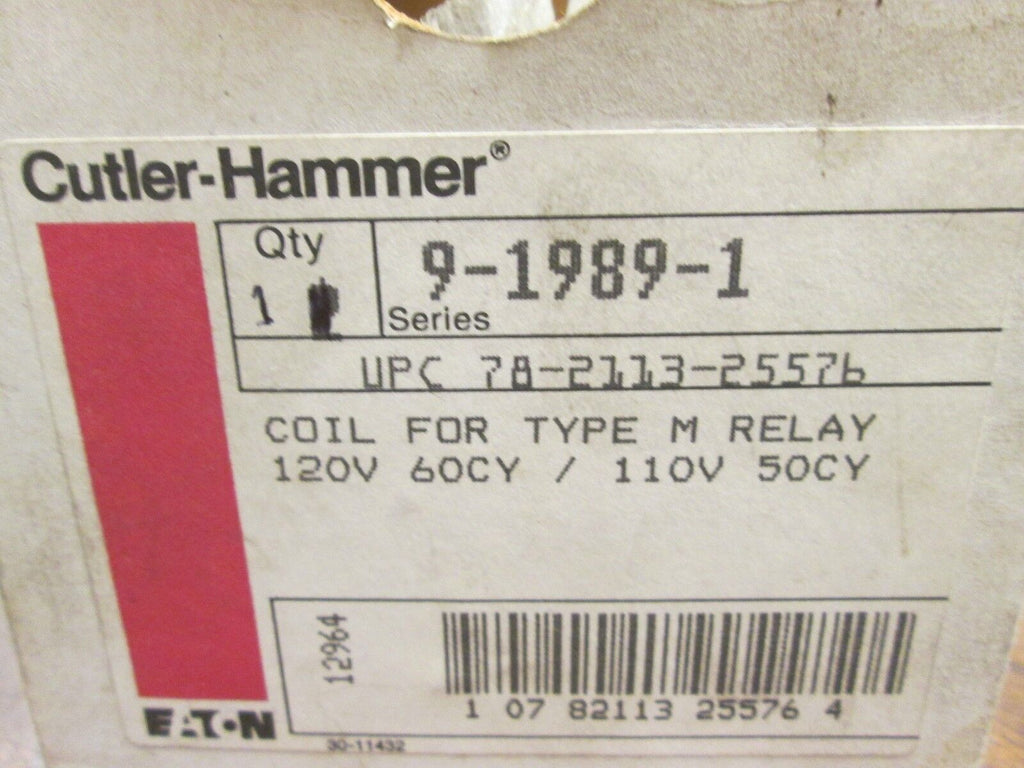 Cutler-Hammer®
Qty
1
9-1989-1
Series
UPC 78-2113-25576
COIL FOR TYPE M RELAY
120V 60CY / 110V 50CY
12964
1 07 82113 25576 4
EAT•N
30-11432